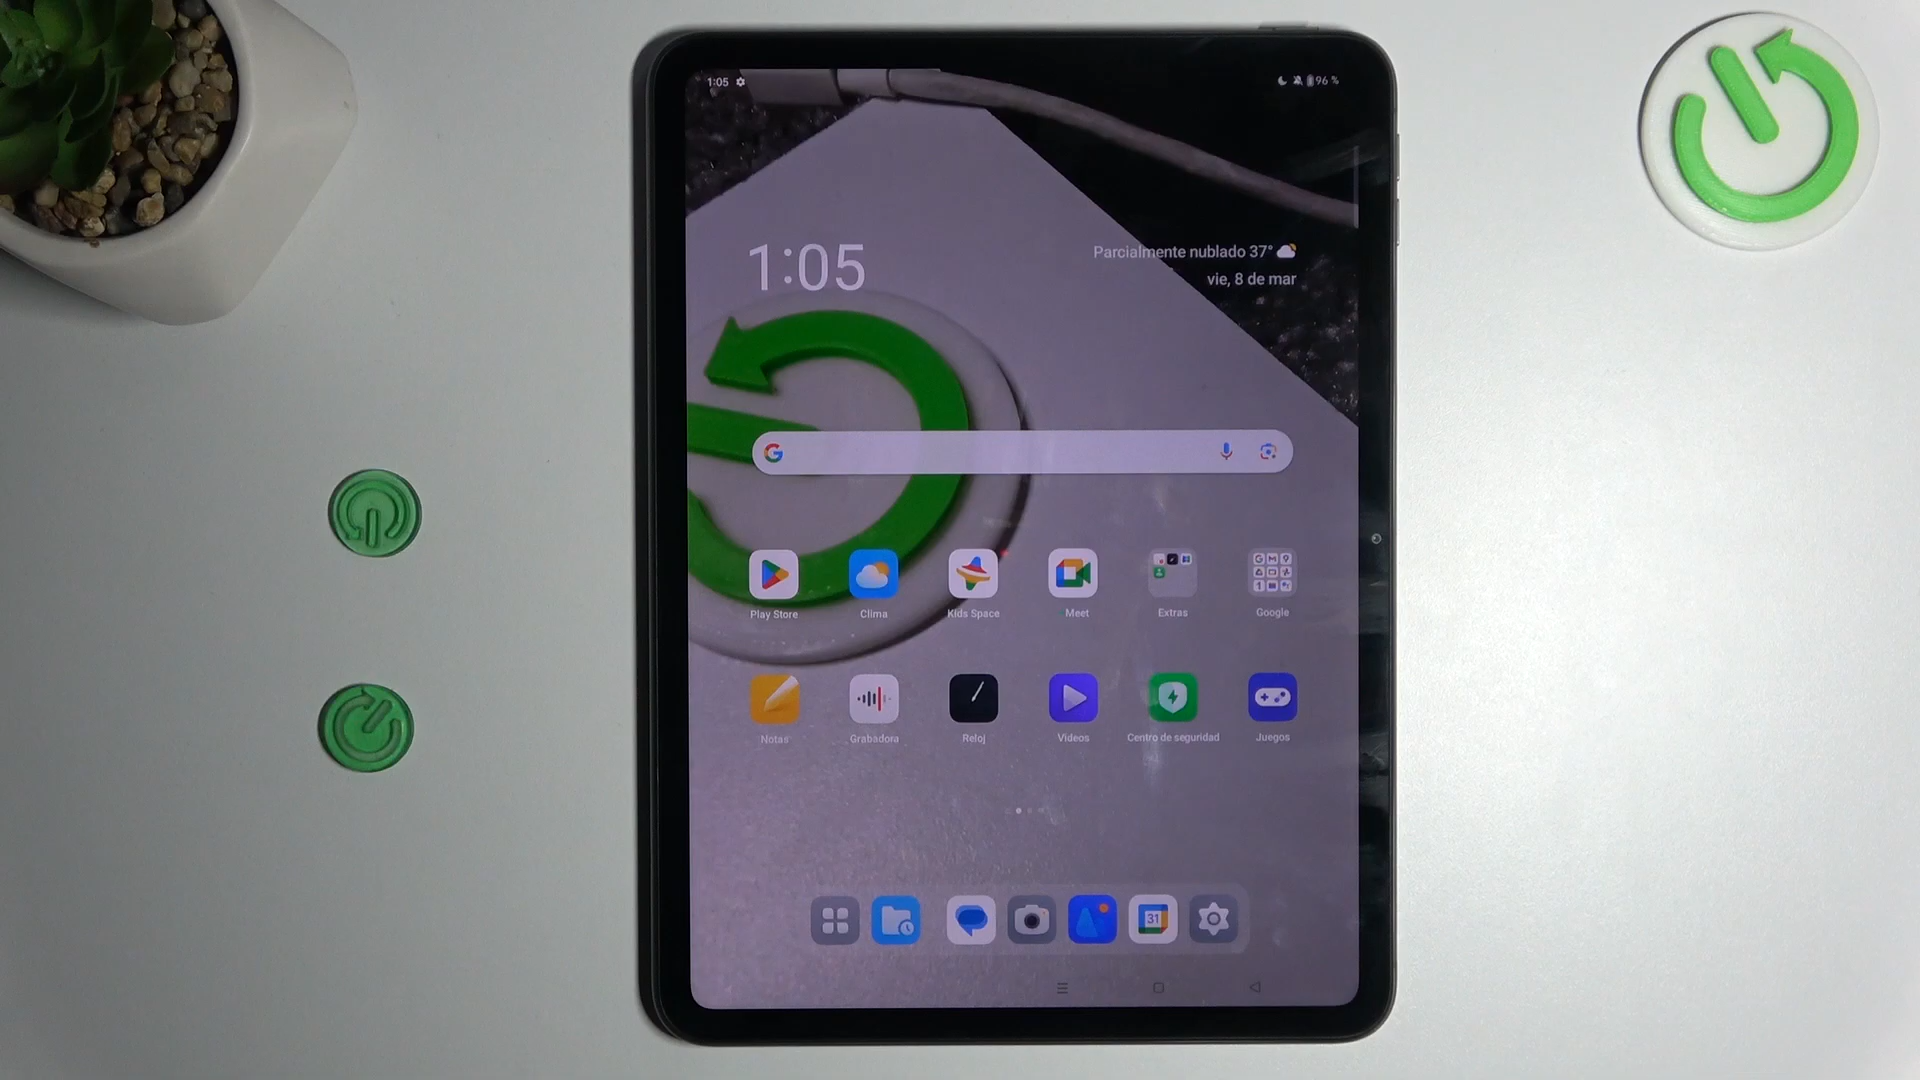 1:05
96 %
1:05
Parcialmente nublado 37°
vie, 8 de mar
Play Store
Clima
Kids Space
Meet
Extras
Google
Notas
Grabadora
Reloj
Videos
Centro de seguridad
Juegos
31